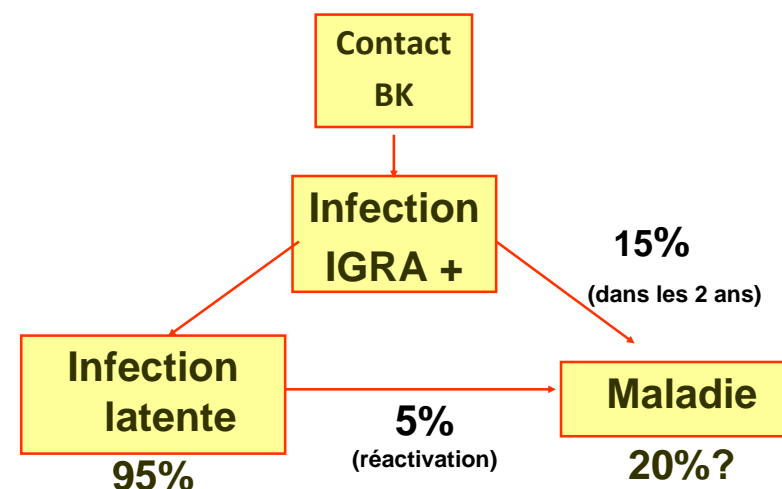 Contact
BK
Infection
IGRA +
15%
(dans les 2 ans)
Infection
latente
95%
5%
(réactivation)
Maladie
20%?